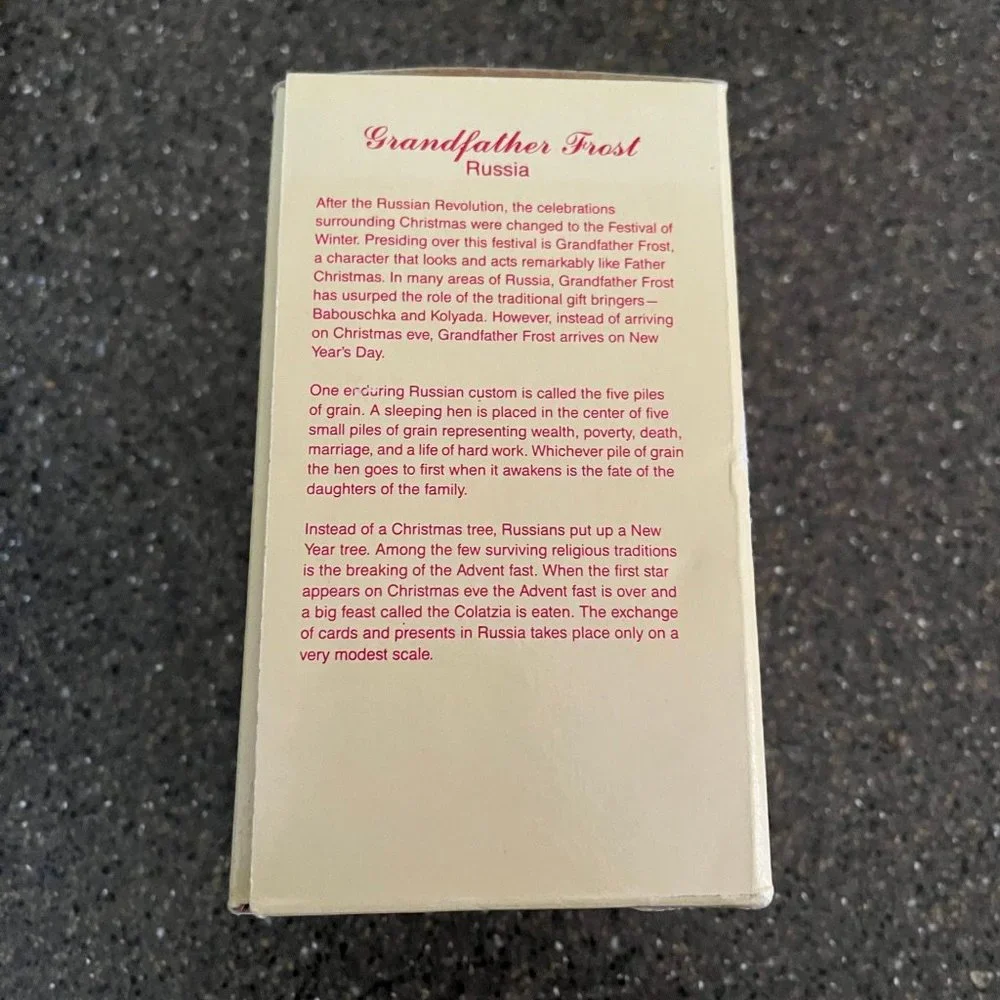 Grandfather Frost
Russia
After the Russian Revolution, the celebrations
surrounding Christmas were changed to the Festival of
Winter. Presiding over this festival is Grandfather Frost,
a character that looks and acts remarkably like Father
Christmas. In many areas of Russia, Grandfather Frost
has usurped the role of the traditional gift bringers—
Babouschka and Kolyada. However, instead of arriving
on Christmas eve, Grandfather Frost arrives on New
Year's Day.
One enduring Russian custom is called the five piles
of grain. A sleeping hen is placed in the center of five
small piles of grain representing wealth, poverty, death,
marriage, and a life of hard work. Whichever pile of grain
the hen goes to first when it awakens is the fate of the
daughters of the family.
Instead of a Christmas tree, Russians put up a New
Year tree. Among the few surviving religious traditions
is the breaking of the Advent fast. When the first star
appears on Christmas eve the Advent fast is over and
a big feast called the Colatzia is eaten. The exchange
of cards and presents in Russia takes place only on a
very modest scale.